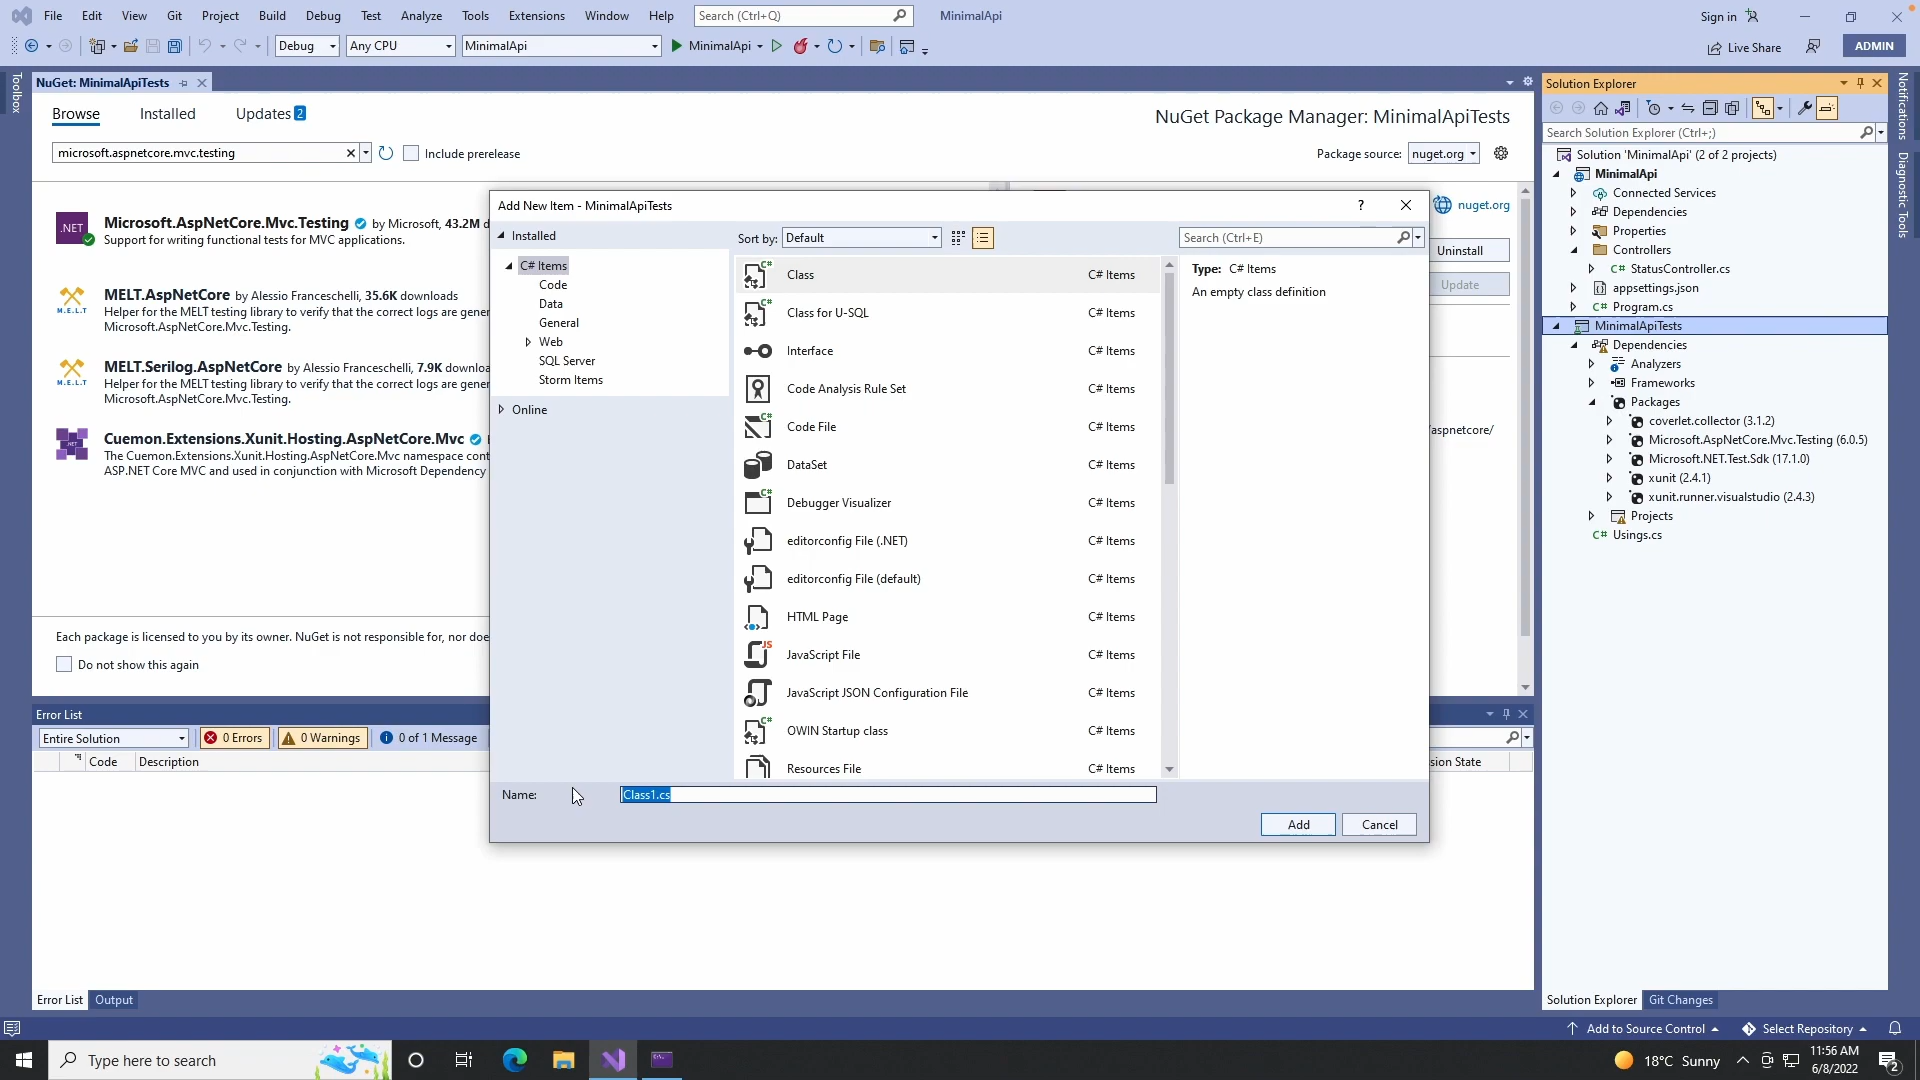 File Edit View Git Project Build Debug Test Analyze Tools Extensions Window Help Search (Ctrl+Q) MinimalApi Sign in
Debug Any CPU MinimalApi MinimalApi Live Share ADMIN
Toolbox
NuGet: MinimalApiTests
Browse Installed Updates 2
NuGet Package Manager: MinimalApiTests
microsoft.aspnetcore.mvc.testing Include prerelease
Package source: nuget.org
.NET
Microsoft.AspNetCore.Mvc.Testing by Microsoft, 43.2M d
Support for writing functional tests for MVC applications.
M.E.L.T
MELT.AspNetCore by Alessio Franceschelli, 35.6K downloads
Helper for the MELT testing library to verify that the correct logs are gener
Microsoft.AspNetCore.Mvc.Testing.
M.E.L.T
MELT.Serilog.AspNetCore by Alessio Franceschelli, 7.9K downloa
Helper for the MELT testing library to verify that the correct logs are gener
Microsoft.AspNetCore.Mvc.Testing.
Cuemon.Extensions.Xunit.Hosting.AspNetCore.Mvc
The Cuemon.Extensions.Xunit.Hosting.AspNetCore.Mvc namespace cont
ASP.NET Core MVC and used in conjunction with Microsoft Dependency
Each package is licensed to you by its owner. NuGet is not responsible for, nor doe
Do not show this again
nuget.org
Uninstall
Update
/aspnetcore/
Add New Item - MinimalApiTests ?
Installed
C# Items
Code
Data
General
Web
SQL Server
Storm Items
Online
Sort by: Default
Search (Ctrl+E)
Class C# Items
Class for U-SQL C# Items
Interface C# Items
Code Analysis Rule Set C# Items
Code File C# Items
DataSet C# Items
Debugger Visualizer C# Items
editorconfig File (.NET) C# Items
editorconfig File (default) C# Items
HTML Page C# Items
JavaScript File C# Items
JavaScript JSON Configuration File C# Items
OWIN Startup class C# Items
Resources File C# Items
Type: C# Items
An empty class definition
Name: Class1.cs
Add Cancel
Error List
Entire Solution 0 Errors 0 Warnings 0 of 1 Message
Code Description
sion State
Error List Output
Solution Explorer
Search Solution Explorer (Ctrl+;)
Solution 'MinimalApi' (2 of 2 projects)
MinimalApi
Connected Services
Dependencies
Properties
Controllers
C# StatusController.cs
appsettings.json
C# Program.cs
MinimalApiTests
Dependencies
Analyzers
Frameworks
Packages
coverlet.collector (3.1.2)
Microsoft.AspNetCore.Mvc.Testing (6.0.5)
Microsoft.NET.Test.Sdk (17.1.0)
xunit (2.4.1)
xunit.runner.visualstudio (2.4.3)
Projects
C# Usings.cs
Solution Explorer Git Changes
Notifications
Diagnostic Tools
Add to Source Control Select Repository
Type here to search
18°C Sunny
11:56 AM
6/8/2022
2